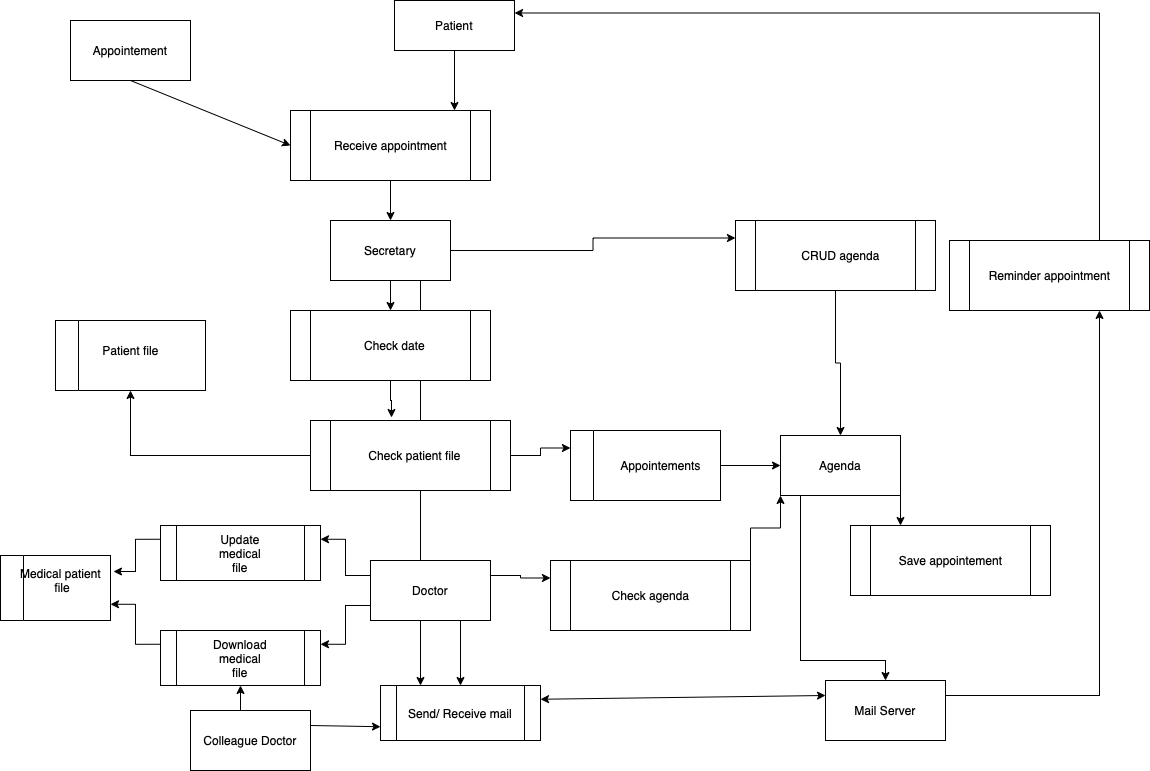 Patient
Appointement
Receive appointment
Secretary
CRUD agenda
Reminder appointment
Check date
Patient file
Check patient file
Appointements
Agenda
Update
medical
file
Save appointement
Medical patient
file
Doctor
Check agenda
Download
medical
file
Send/ Receive mail
Mail Server
Colleague Doctor